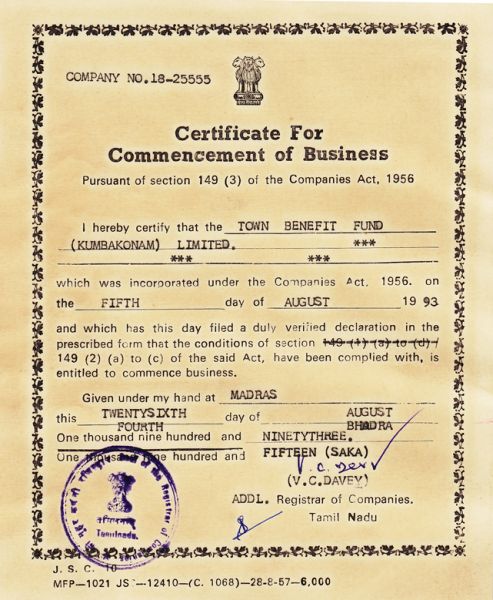 COMPANY NO.18-25555
Certificate For
Commencement of Business
Pursuant of section 149 (3) of the Companies Act, 1956
I hereby certify that the TOWN BENEFIT FUND
(KUMBAKONAM) LIMITED. ***
*** ***
which was incorporated under the Companies Act, 1956. on
the FIFTH day of AUGUST 1993
and which has this day filed a duly verified declaration in the
prescribed form that the conditions of section 149 (1) (a) to (d) /
149 (2) (a) to (c) of the said Act, have been complied with, is
entitled to commence business.
Given under my hand at MADRAS
this TWENTYSIXTH day of AUGUST
FOURTH BHADRA
One thousand nine hundred and NINETYTHREE.
One thousand nine hundred and FIFTEEN (SAKA)
V.C. Davey
(V.C.DAVEY)
ADDL. Registrar of Companies.
Tamil Nadu
Tamilnadu.
J. S. C. 10
MFP—1021 JS—12410—(C. 1068)—28-8-57—6,000